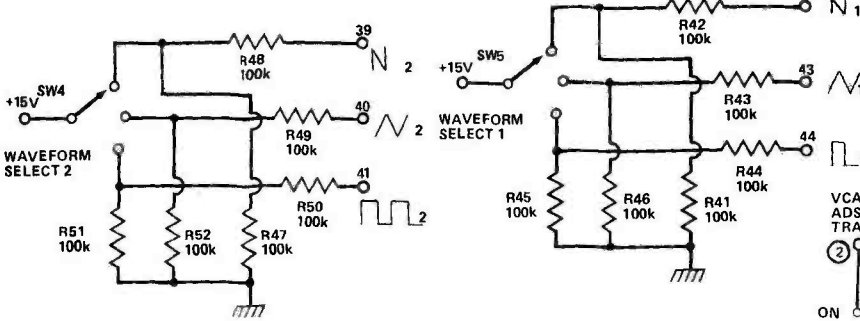 39
R48
100k
2
SW4
+15V
40
R49
100k
2
WAVEFORM
SELECT 2
41
R50
100k
2
R51
100k
R52
100k
R47
100k
R42
100k
1
SW5
+15V
43
R43
100k
WAVEFORM
SELECT 1
44
R44
100k
R45
100k
R46
100k
R41
100k
VCA
ADS
TRA
2
ON